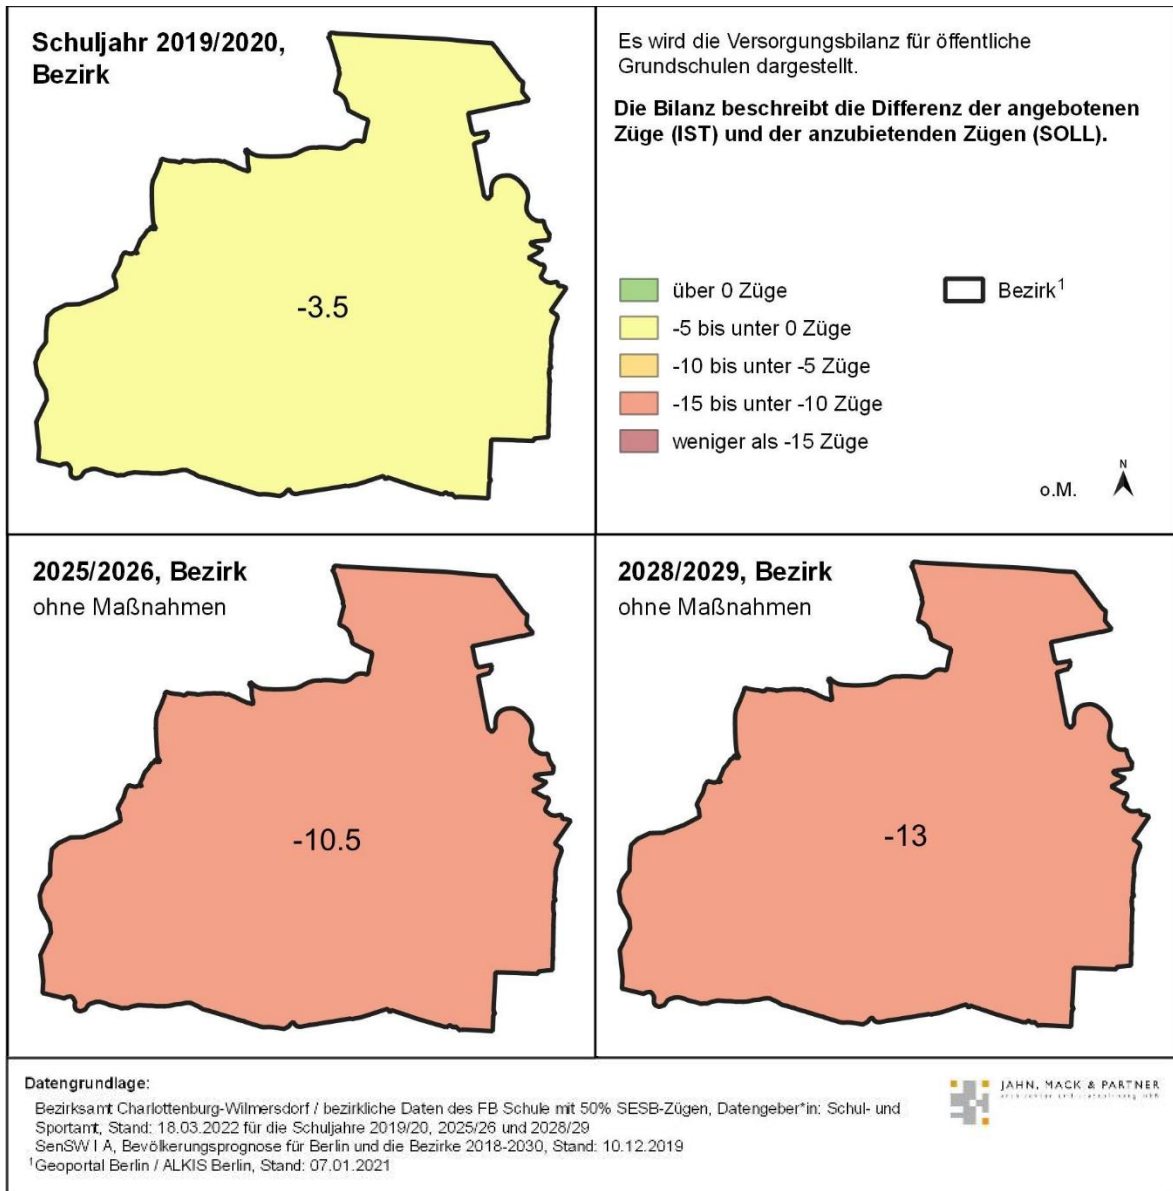 Schuljahr 2019/2020,
Bezirk
-3.5
Es wird die Versorgungsbilanz für öffentliche
Grundschulen dargestellt.
Die Bilanz beschreibt die Differenz der angebotenen
Züge (IST) und der anzubietenden Zügen (SOLL).
über 0 Züge
-5 bis unter 0 Züge
-10 bis unter -5 Züge
-15 bis unter -10 Züge
weniger als -15 Züge
Bezirk¹
o.M.
N
2025/2026, Bezirk
ohne Maßnahmen
-10.5
2028/2029, Bezirk
ohne Maßnahmen
-13
Datengrundlage:
Bezirksamt Charlottenburg-Wilmersdorf / bezirkliche Daten des FB Schule mit 50% SESB-Zügen, Datengeber*in: Schul- und
Sportamt, Stand: 18.03.2022 für die Schuljahre 2019/20, 2025/26 und 2028/29
SenSW I A, Bevölkerungsprognose für Berlin und die Bezirke 2018-2030, Stand: 10.12.2019
¹Geoportal Berlin / ALKIS Berlin, Stand: 07.01.2021
JAHN, MACK & PARTNER